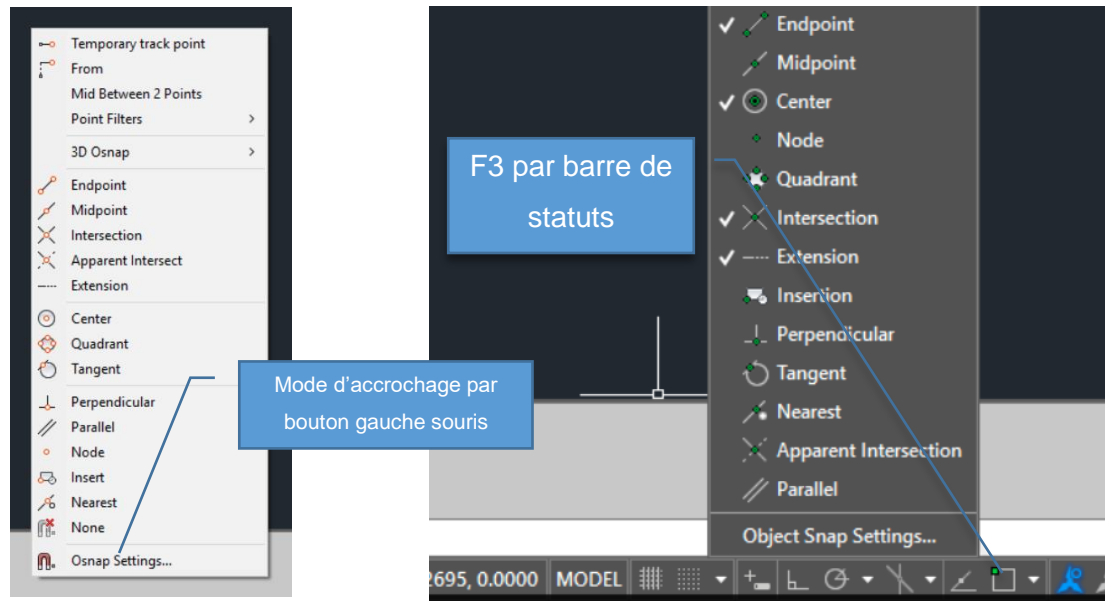 Temporary track point
From
Mid Between 2 Points
Point Filters
3D Osnap
Endpoint
Midpoint
Intersection
Apparent Intersect
Extension
Center
Quadrant
Tangent
Perpendicular
Parallel
Node
Insert
Nearest
None
Osnap Settings...
Mode d'accrochage par
bouton gauche souris
F3 par barre de
statuts
Endpoint
Midpoint
Center
Node
Quadrant
Intersection
Extension
Insertion
Perpendicular
Tangent
Nearest
Apparent Intersection
Parallel
Object Snap Settings...
2695, 0.0000 MODEL